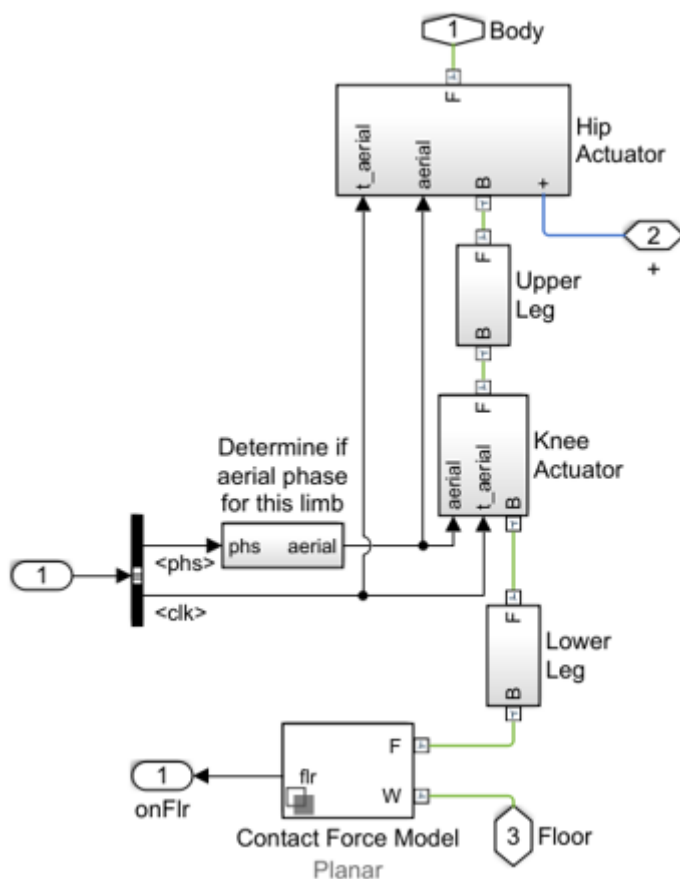 1 Body
F
t_aerial
aerial
B
+
Hip
Actuator
2
+
F
B
Upper
Leg
F
aerial
t_aerial
B
Knee
Actuator
Determine if
aerial phase
for this limb
phs aerial
1
<phs>
<clk>
F
B
Lower
Leg
F
flr
W
1
onFlr
Contact Force Model
Planar
3 Floor